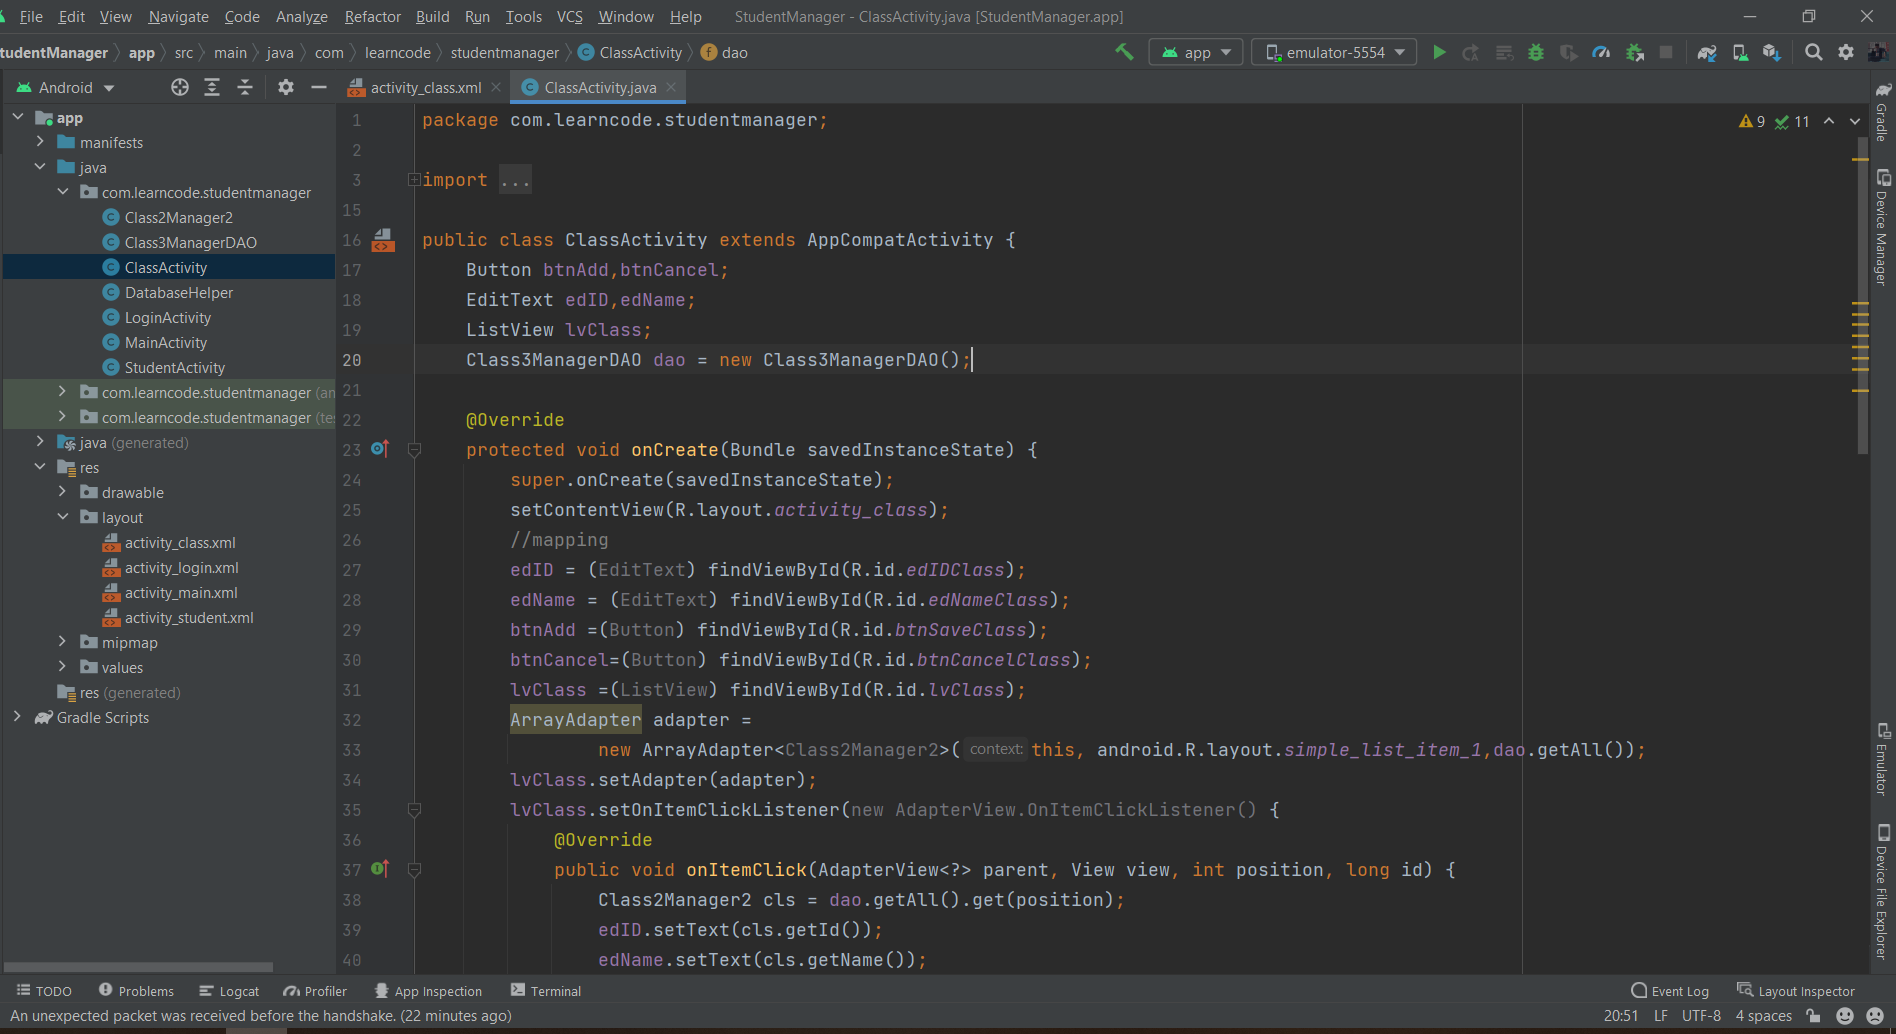 File Edit View Navigate Code Analyze Refactor Build Run Tools VCS Window Help StudentManager - ClassActivity.java [StudentManager.app]
tudentManager app src main java com learncode studentmanager ClassActivity dao app emulator-5554
Android activity_class.xml ClassActivity.java
app
manifests
java
com.learncode.studentmanager
Class2Manager2
Class3ManagerDAO
ClassActivity
DatabaseHelper
LoginActivity
MainActivity
StudentActivity
com.learncode.studentmanager (an
com.learncode.studentmanager (te
java (generated)
res
drawable
layout
activity_class.xml
activity_login.xml
activity_main.xml
activity_student.xml
mipmap
values
res (generated)
Gradle Scripts
1 package com.learncode.studentmanager;
2
3 import ...
15
16 public class ClassActivity extends AppCompatActivity {
17 Button btnAdd,btnCancel;
18 EditText edID,edName;
19 ListView lvClass;
20 Class3ManagerDAO dao = new Class3ManagerDAO();
21
22 @Override
23 protected void onCreate(Bundle savedInstanceState) {
24 super.onCreate(savedInstanceState);
25 setContentView(R.layout.activity_class);
26 //mapping
27 edID = (EditText) findViewById(R.id.edIDClass);
28 edName = (EditText) findViewById(R.id.edNameClass);
29 btnAdd =(Button) findViewById(R.id.btnSaveClass);
30 btnCancel=(Button) findViewById(R.id.btnCancelClass);
31 lvClass =(ListView) findViewById(R.id.lvClass);
32 ArrayAdapter adapter =
33 new ArrayAdapter<Class2Manager2>( context: this, android.R.layout.simple_list_item_1,dao.getAll());
34 lvClass.setAdapter(adapter);
35 lvClass.setOnItemClickListener(new AdapterView.OnItemClickListener() {
36 @Override
37 public void onItemClick(AdapterView<?> parent, View view, int position, long id) {
38 Class2Manager2 cls = dao.getAll().get(position);
39 edID.setText(cls.getId());
40 edName.setText(cls.getName());
9 11
Gradle
Device Manager
Emulator
Device File Explorer
TODO Problems Logcat Profiler App Inspection Terminal Event Log Layout Inspector
An unexpected packet was received before the handshake. (22 minutes ago) 20:51 LF UTF-8 4 spaces